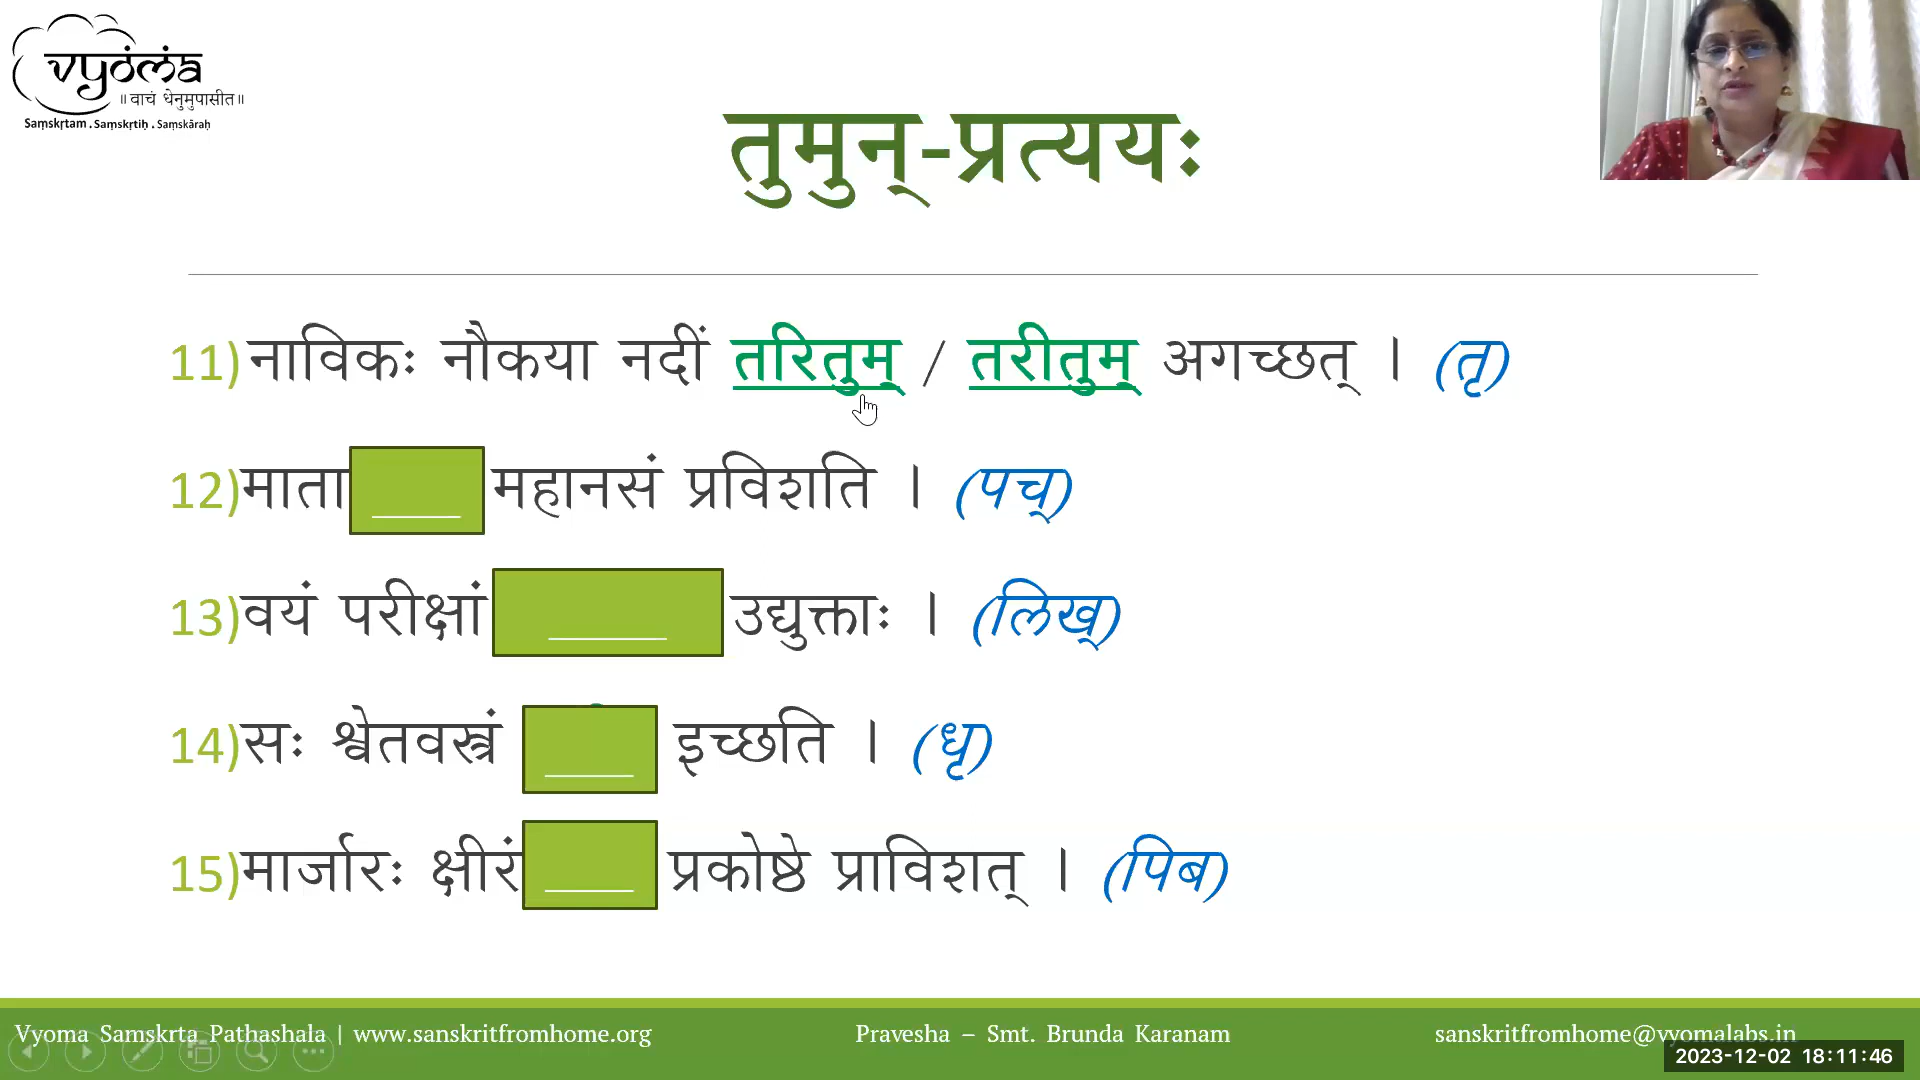 vyoma
॥वाचं धेनुमुपासीत॥
Saṃskṛtam . Saṃskṛtiḥ . Saṃskāraḥ
तुमुन्-प्रत्ययः
11) नाविकः नौकया नदीं तरितुम् / तरीतुम् अगच्छत् । (तृ)
12) माता ____ महानसं प्रविशति । (पच्)
13) वयं परीक्षां ____ उद्युक्ताः । (लिख्)
14) सः श्वेतवस्त्रं ____ इच्छति । (धृ)
15) मार्जारः क्षीरं ____ प्रकोष्ठे प्राविशत् । (पिब)
Vyoma Samskrta Pathashala | www.sanskritfromhome.org
Pravesha – Smt. Brunda Karanam
sanskritfromhome@vyomalabs.in
2023-12-02 18:11:46